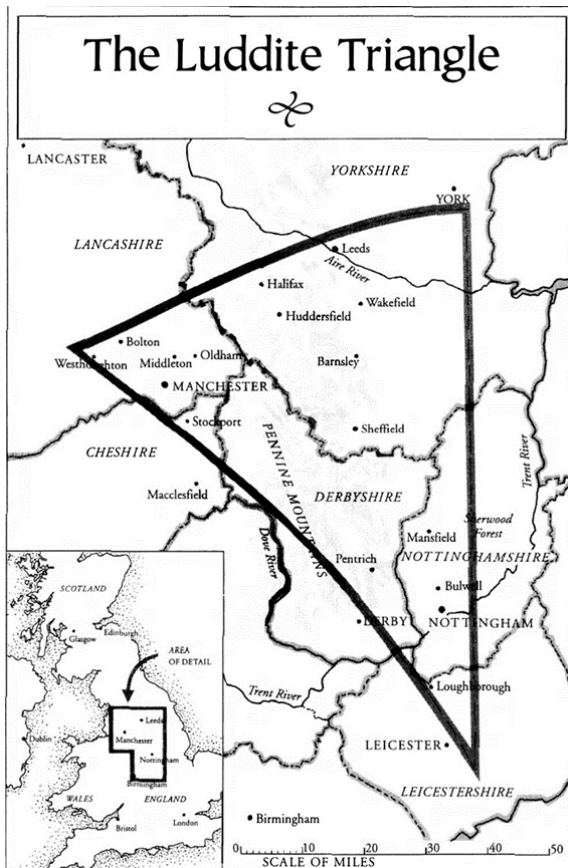 The Luddite Triangle
LANCASTER
YORKSHIRE
YORK
LANCASHIRE
Leeds
Aire River
Halifax
Wakefield
Huddersfield
Bolton
Westhoughton
Middleton
Oldham
Barnsley
MANCHESTER
Stockport
Sheffield
CHESHIRE
PENNINE MOUNTAINS
Trent River
Macclesfield
DERBYSHIRE
Sherwood
Forest
Mansfield
NOTTINGHAMSHIRE
Dove River
Pentrich
Bulwell
NOTTINGHAM
DERBY
Loughborough
Trent River
LEICESTER
LEICESTERSHIRE
Birmingham
SCOTLAND
Glasgow
Edinburgh
AREA
OF DETAIL
Leeds
Manchester
Dublin
Nottingham
Birmingham
WALES
ENGLAND
Bristol
London
0 10 20 30 40 50
SCALE OF MILES